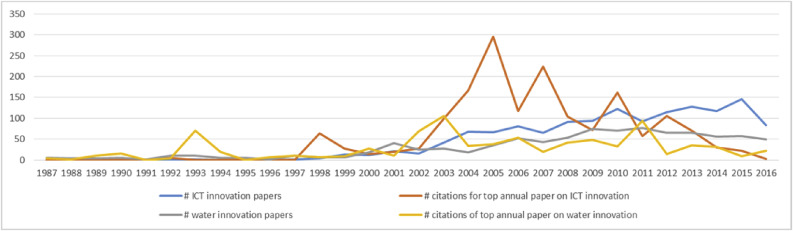 350
300
250
200
150
100
50
0
1987 1988 1989 1990 1991 1992 1993 1994 1995 1996 1997 1998 1999 2000 2001 2002 2003 2004 2005 2006 2007 2008 2009 2010 2011 2012 2013 2014 2015 2016
# ICT innovation papers # citations for top annual paper on ICT innovation
# water innovation papers # citations of top annual paper on water innovation